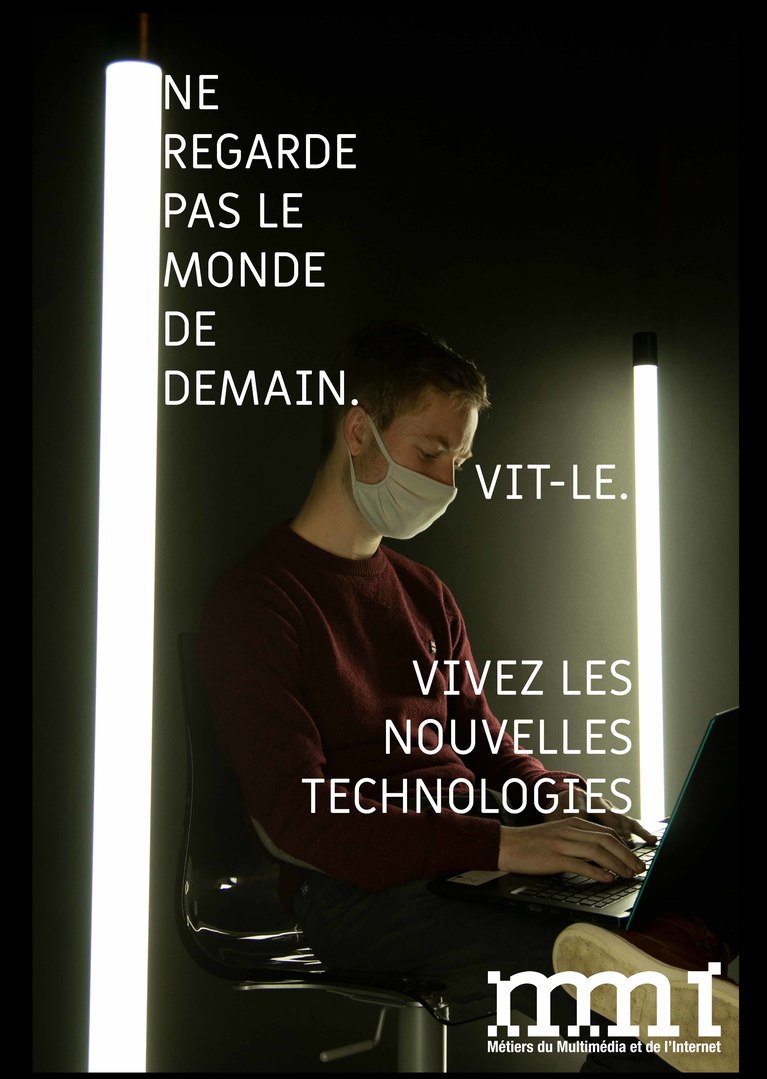 NE
REGARDE
PAS LE
MONDE
DE
DEMAIN.
VIT-LE.
VIVEZ LES
NOUVELLES
TECHNOLOGIES
mmi
Métiers du Multimédia et de l'Internet